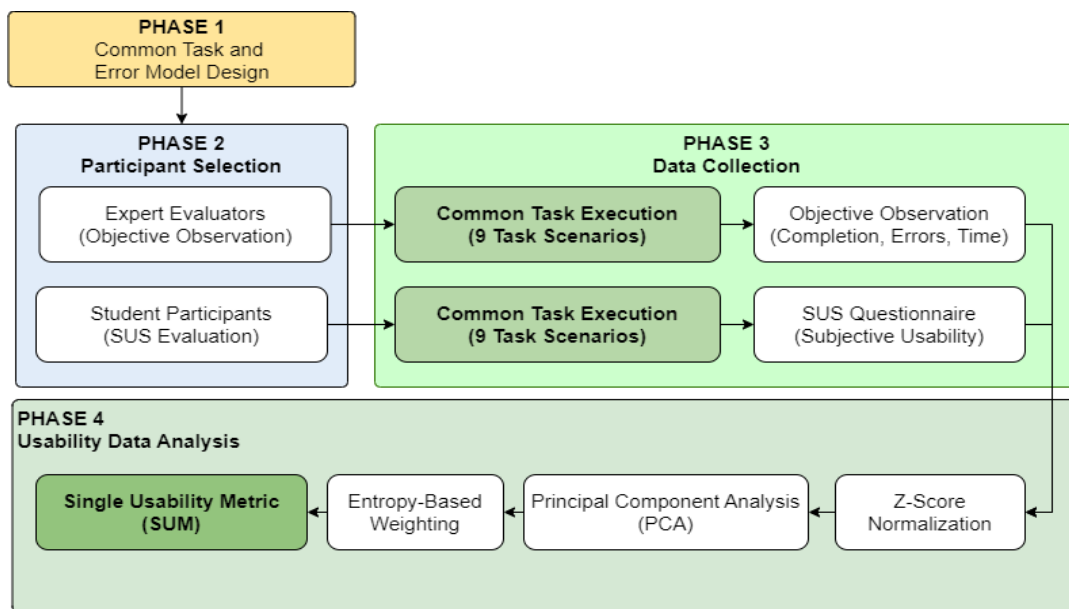 PHASE 1
Common Task and
Error Model Design
PHASE 2
Participant Selection
Expert Evaluators
(Objective Observation)
Student Participants
(SUS Evaluation)
PHASE 3
Data Collection
Common Task Execution
(9 Task Scenarios)
Objective Observation
(Completion, Errors, Time)
Common Task Execution
(9 Task Scenarios)
SUS Questionnaire
(Subjective Usability)
PHASE 4
Usability Data Analysis
Single Usability Metric
(SUM)
Entropy-Based
Weighting
Principal Component Analysis
(PCA)
Z-Score
Normalization